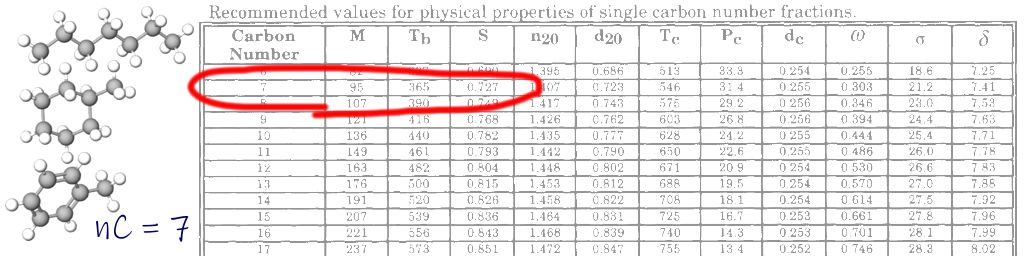 Recommended values for physical properties of single carbon number fractions.
Carbon Number M Tb S n20 d20 Tc Pc dc ω σ δ
6 82 0.690 1.395 0.686 513 33.3 0.254 0.255 18.6 7.25
7 95 365 0.727 1.407 0.723 546 31.4 0.255 0.303 21.2 7.41
8 107 390 0.749 1.417 0.743 575 29.2 0.256 0.346 23.0 7.53
9 121 416 0.768 1.426 0.762 603 26.8 0.256 0.394 24.4 7.63
10 136 440 0.782 1.435 0.777 628 24.2 0.255 0.444 25.4 7.71
11 149 461 0.793 1.442 0.790 650 22.6 0.255 0.486 26.0 7.78
12 163 482 0.804 1.448 0.802 671 20.9 0.254 0.530 26.6 7.83
13 176 500 0.815 1.453 0.812 688 19.5 0.254 0.570 27.0 7.88
14 191 520 0.826 1.458 0.822 708 18.1 0.254 0.614 27.5 7.92
15 207 539 0.836 1.464 0.831 725 16.7 0.253 0.661 27.8 7.96
16 221 556 0.843 1.468 0.839 740 14.3 0.253 0.701 28.1 7.99
17 237 573 0.851 1.472 0.847 755 13.4 0.252 0.746 28.3 8.02
nC = 7